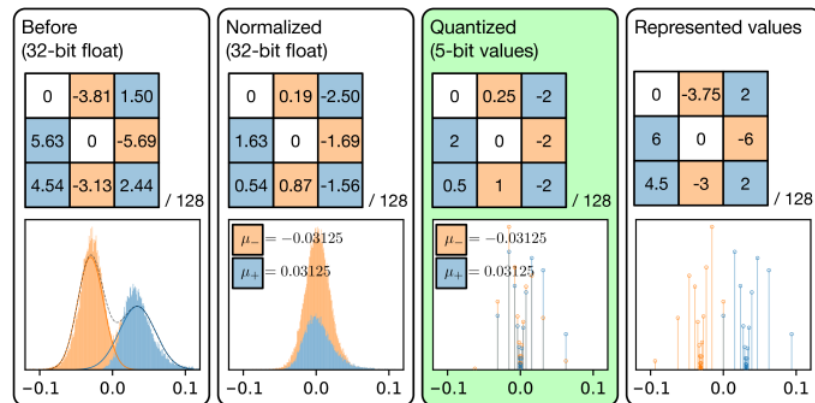 Before
(32-bit float)
0 -3.81 1.50
5.63 0 -5.69
4.54 -3.13 2.44
/ 128
−0.1 0.0 0.1
Normalized
(32-bit float)
0 0.19 -2.50
1.63 0 -1.69
0.54 0.87 -1.56
/ 128
μ₋ = −0.03125
μ₊ = 0.03125
−0.1 0.0 0.1
Quantized
(5-bit values)
0 0.25 -2
2 0 -2
0.5 1 -2
/ 128
μ₋ = −0.03125
μ₊ = 0.03125
−0.1 0.0 0.1
Represented values
0 -3.75 2
6 0 -6
4.5 -3 2
/ 128
−0.1 0.0 0.1